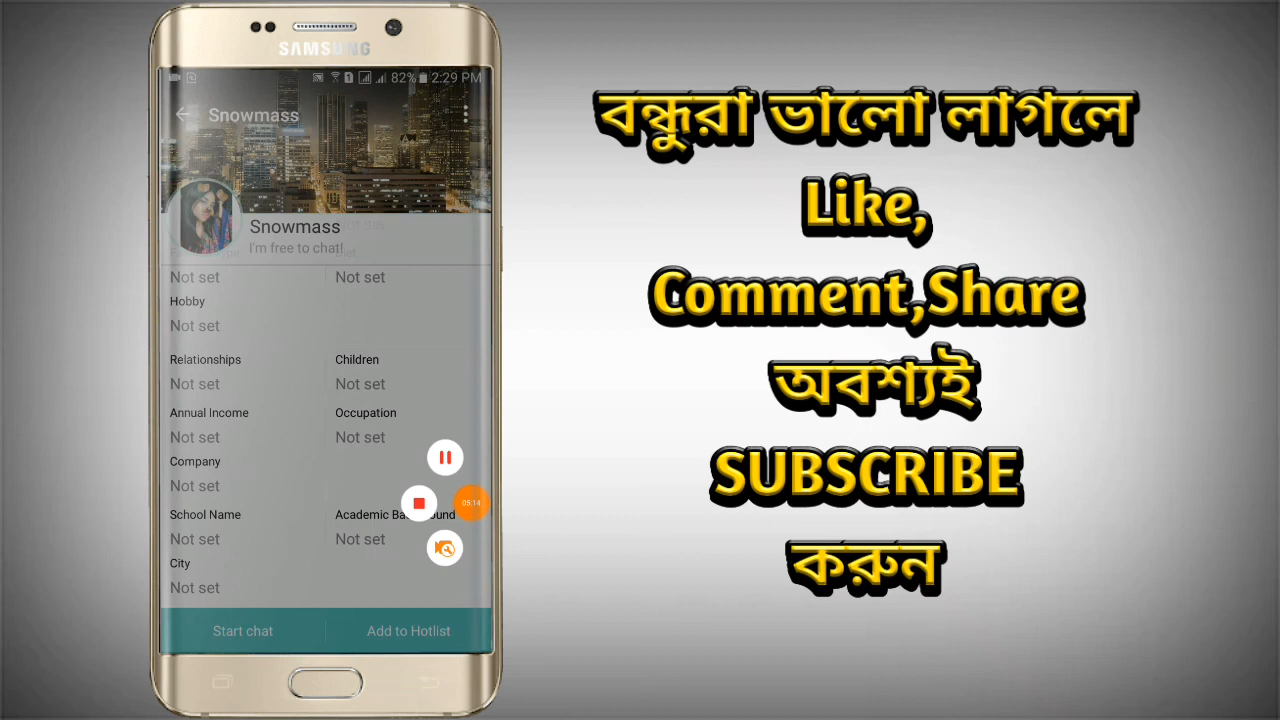 SAMSUNG
82% 2:29 PM
Snowmass
Snowmass
I'm free to chat!
Not set Not set
Hobby
Not set
Relationships Children
Not set Not set
Annual Income Occupation
Not set Not set
Company
Not set
School Name Academic Ba und
Not set Not set
City
Not set
05:14
Start chat Add to Hotlist
বন্ধুরা ভালো লাগলে
Like,
Comment,Share
অবশ্যই
SUBSCRIBE
করুন